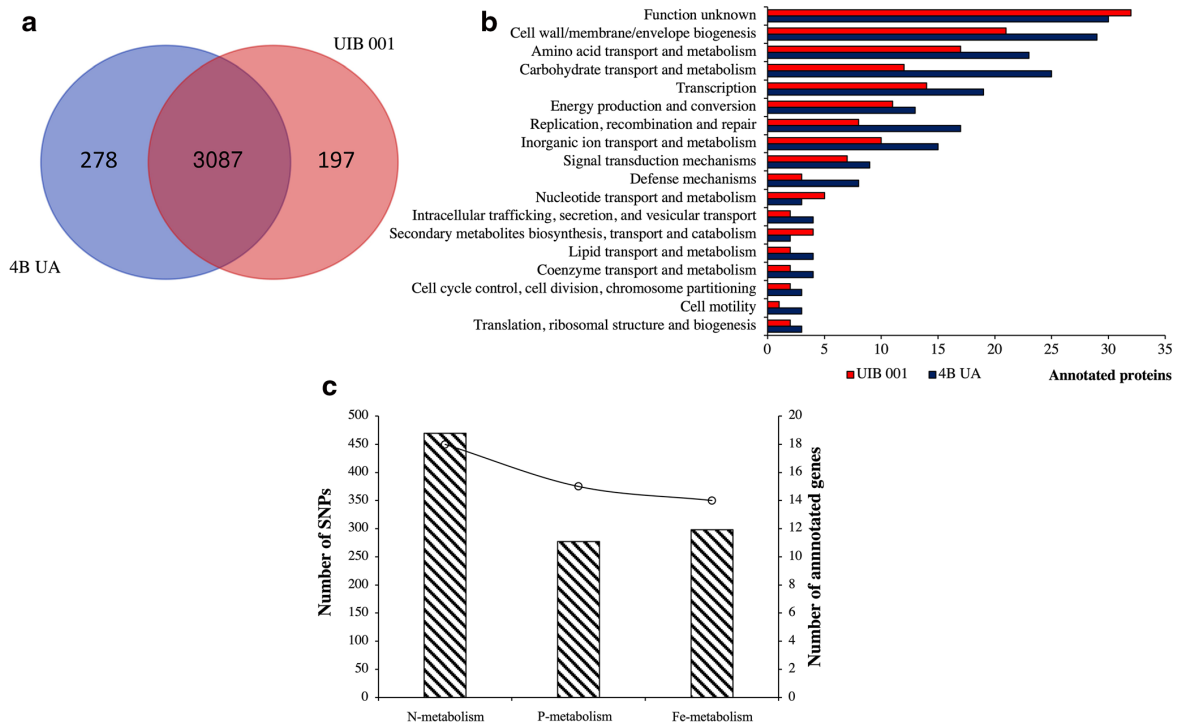 a
UIB 001
278
3087
197
4B UA
b
Function unknown
Cell wall/membrane/envelope biogenesis
Amino acid transport and metabolism
Carbohydrate transport and metabolism
Transcription
Energy production and conversion
Replication, recombination and repair
Inorganic ion transport and metabolism
Signal transduction mechanisms
Defense mechanisms
Nucleotide transport and metabolism
Intracellular trafficking, secretion, and vesicular transport
Secondary metabolites biosynthesis, transport and catabolism
Lipid transport and metabolism
Coenzyme transport and metabolism
Cell cycle control, cell division, chromosome partitioning
Cell motility
Translation, ribosomal structure and biogenesis
0 5 10 15 20 25 30 35
UIB 001 4B UA Annotated proteins
c
Number of SNPs
500
450
400
350
300
250
200
150
100
50
0
20
18
16
14
12
10
8
6
4
2
0
Number of annnotated genes
N-metabolism P-metabolism Fe-metabolism